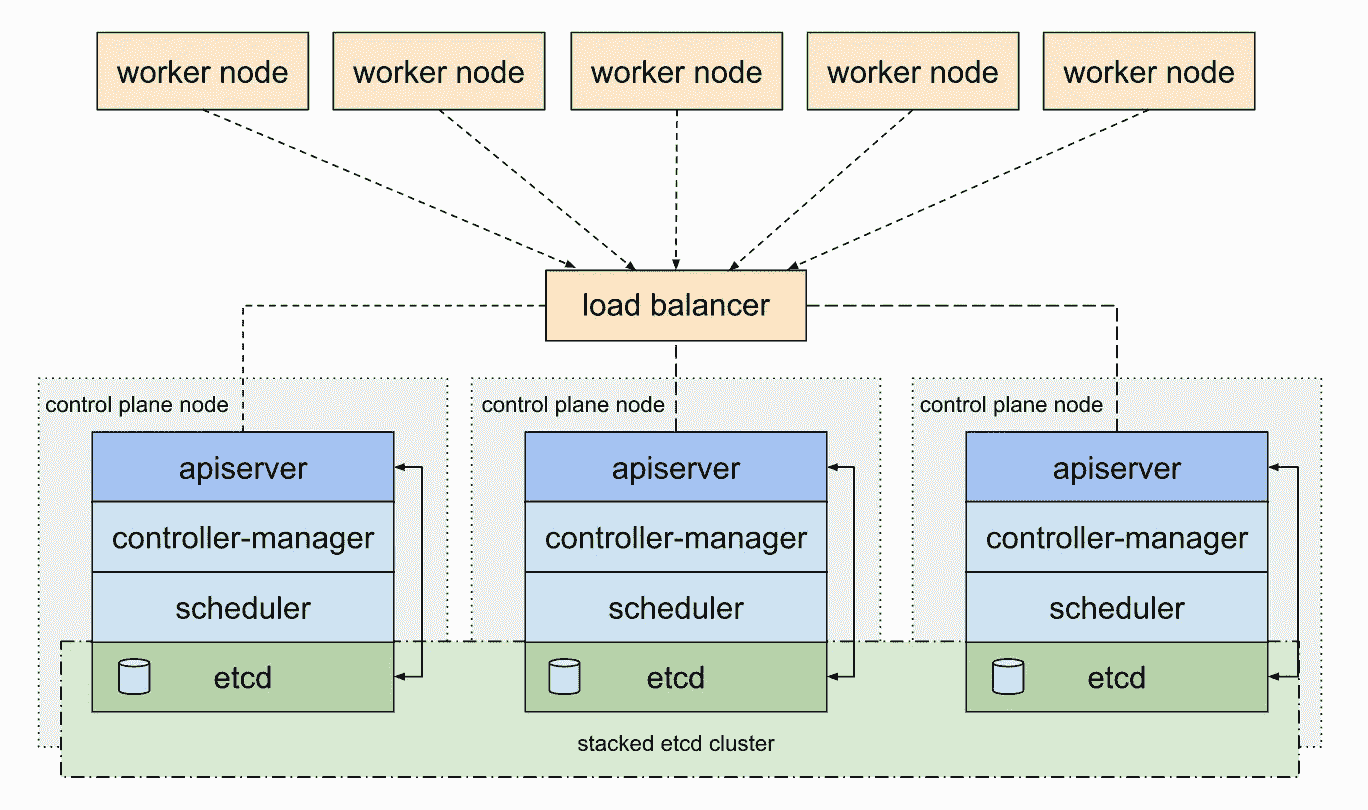 worker node
worker node
worker node
worker node
worker node
load balancer
control plane node
apiserver
controller-manager
scheduler
etcd
control plane node
apiserver
controller-manager
scheduler
etcd
control plane node
apiserver
controller-manager
scheduler
etcd
stacked etcd cluster